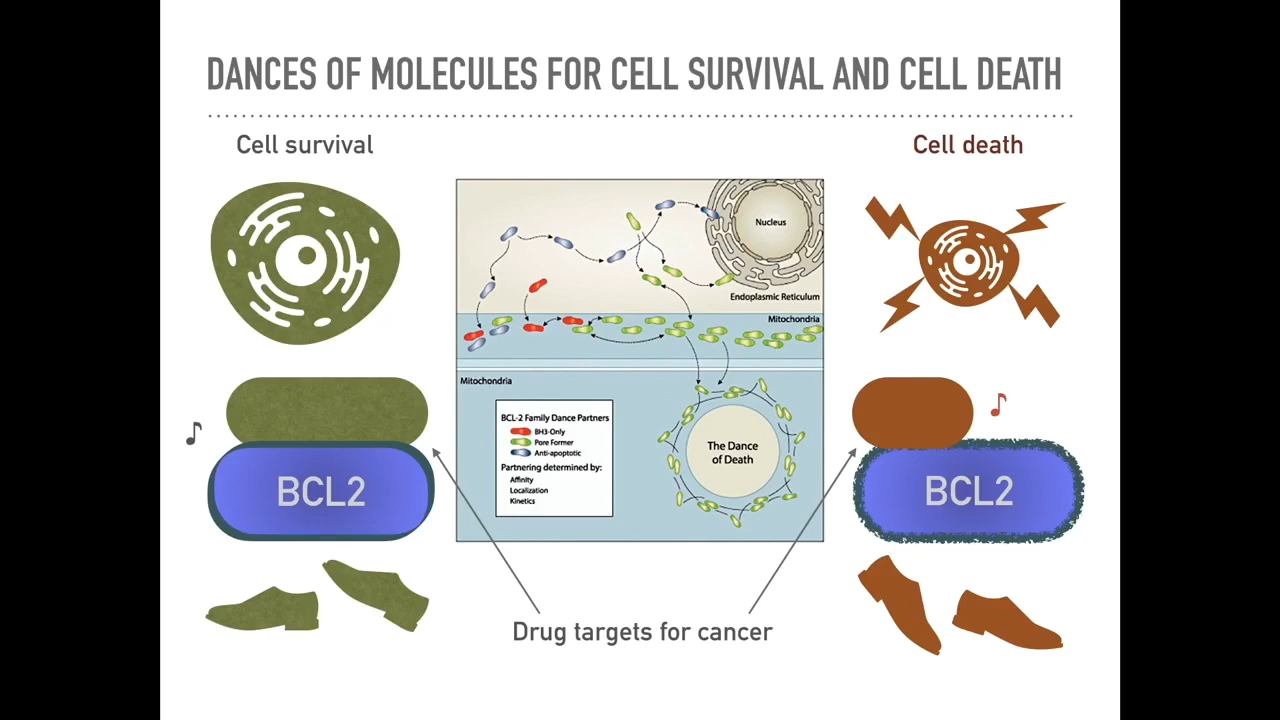 DANCES OF MOLECULES FOR CELL SURVIVAL AND CELL DEATH
Cell survival
Cell death
Nucleus
Endoplasmic Reticulum
Mitochondria
Mitochondria
BCL-2 Family Dance Partners
BH3-Only
Pore Former
Anti-apoptotic
Partnering determined by:
Affinity
Localization
Kinetics
The Dance
of Death
BCL2
BCL2
Drug targets for cancer